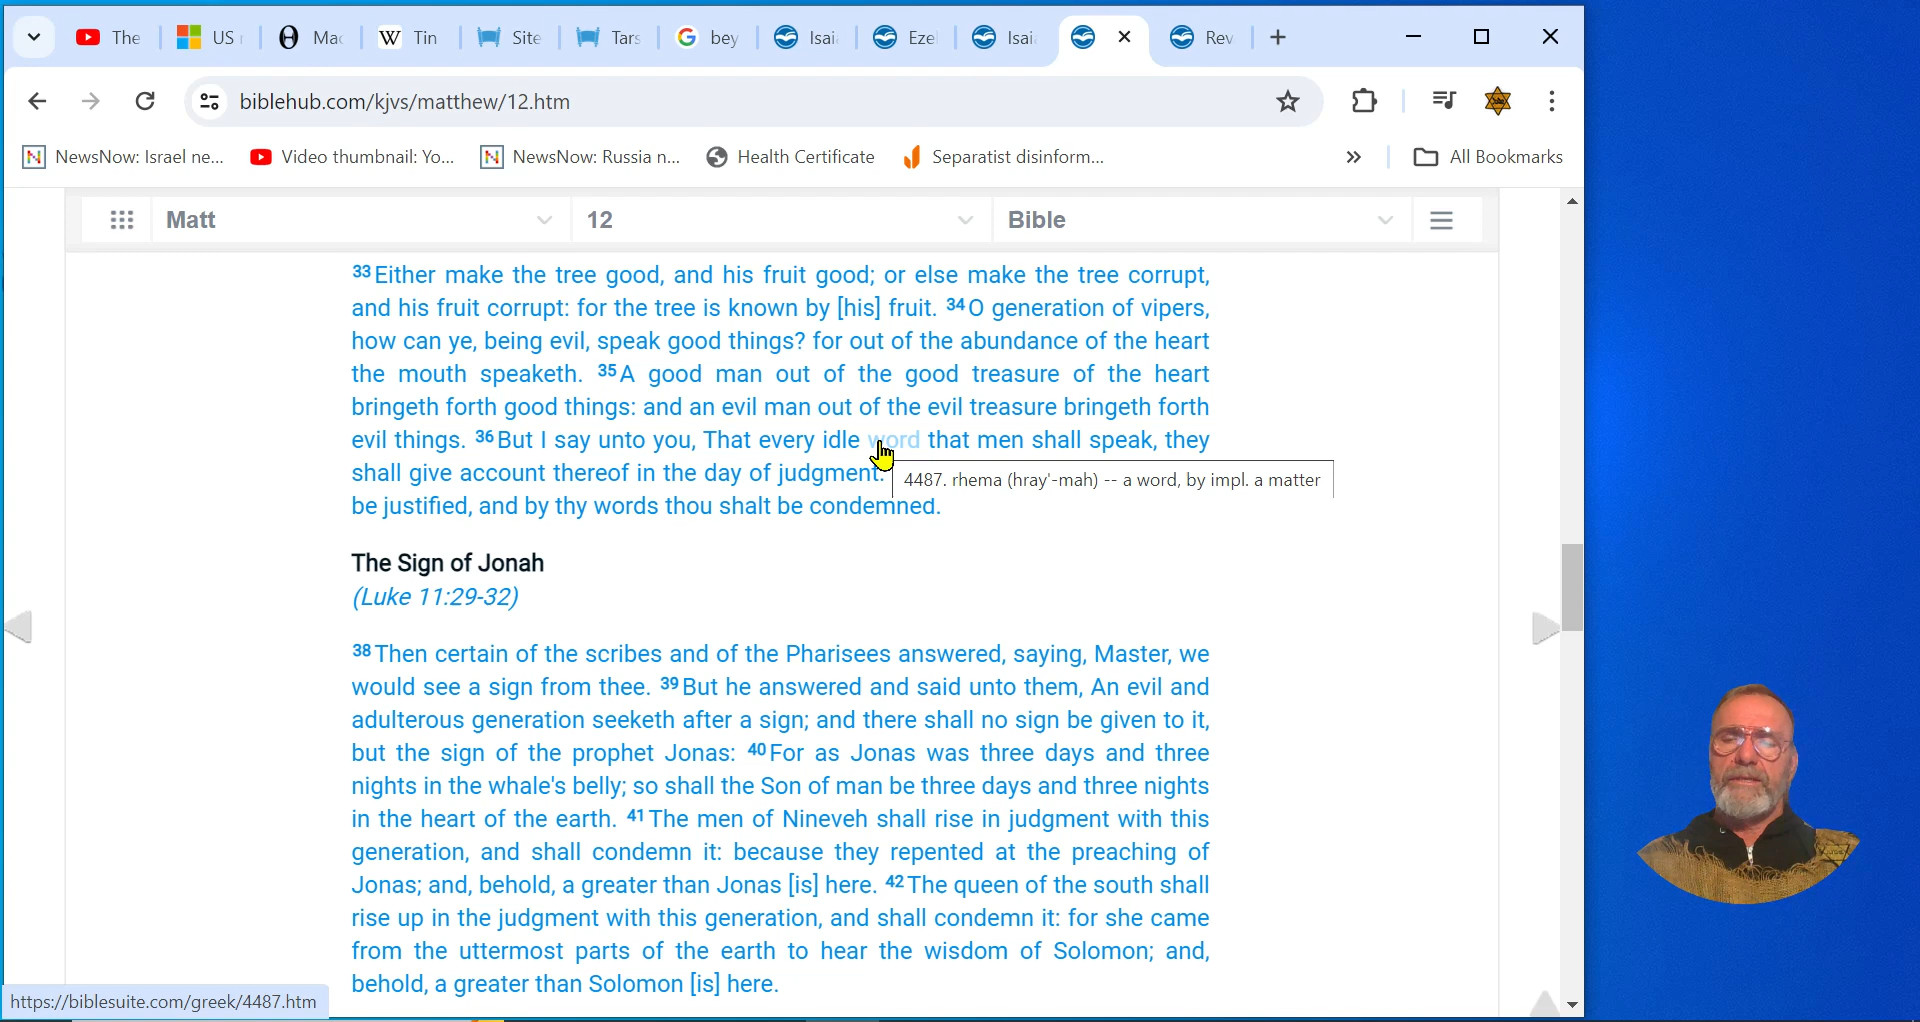 The
US
Mac
Tin
Site
Tars
bey
Isai
Eze
Isai
Rev
biblehub.com/kjvs/matthew/12.htm
NewsNow: Israel ne...
Video thumbnail: Yo...
NewsNow: Russia n...
Health Certificate
Separatist disinform...
»
All Bookmarks
Matt
12
Bible
33Either make the tree good, and his fruit good; or else make the tree corrupt,
and his fruit corrupt: for the tree is known by [his] fruit. 34O generation of vipers,
how can ye, being evil, speak good things? for out of the abundance of the heart
the mouth speaketh. 35A good man out of the good treasure of the heart
bringeth forth good things: and an evil man out of the evil treasure bringeth forth
evil things. 36But I say unto you, That every idle word that men shall speak, they
shall give account thereof in the day of judgment.
4487. rhema (hray'-mah) -- a word, by impl. a matter
be justified, and by thy words thou shalt be condemned.
The Sign of Jonah
(Luke 11:29-32)
38Then certain of the scribes and of the Pharisees answered, saying, Master, we
would see a sign from thee. 39But he answered and said unto them, An evil and
adulterous generation seeketh after a sign; and there shall no sign be given to it,
but the sign of the prophet Jonas: 40For as Jonas was three days and three
nights in the whale's belly; so shall the Son of man be three days and three nights
in the heart of the earth. 41The men of Nineveh shall rise in judgment with this
generation, and shall condemn it: because they repented at the preaching of
Jonas; and, behold, a greater than Jonas [is] here. 42The queen of the south shall
rise up in the judgment with this generation, and shall condemn it: for she came
from the uttermost parts of the earth to hear the wisdom of Solomon; and,
behold, a greater than Solomon [is] here.
https://biblesuite.com/greek/4487.htm